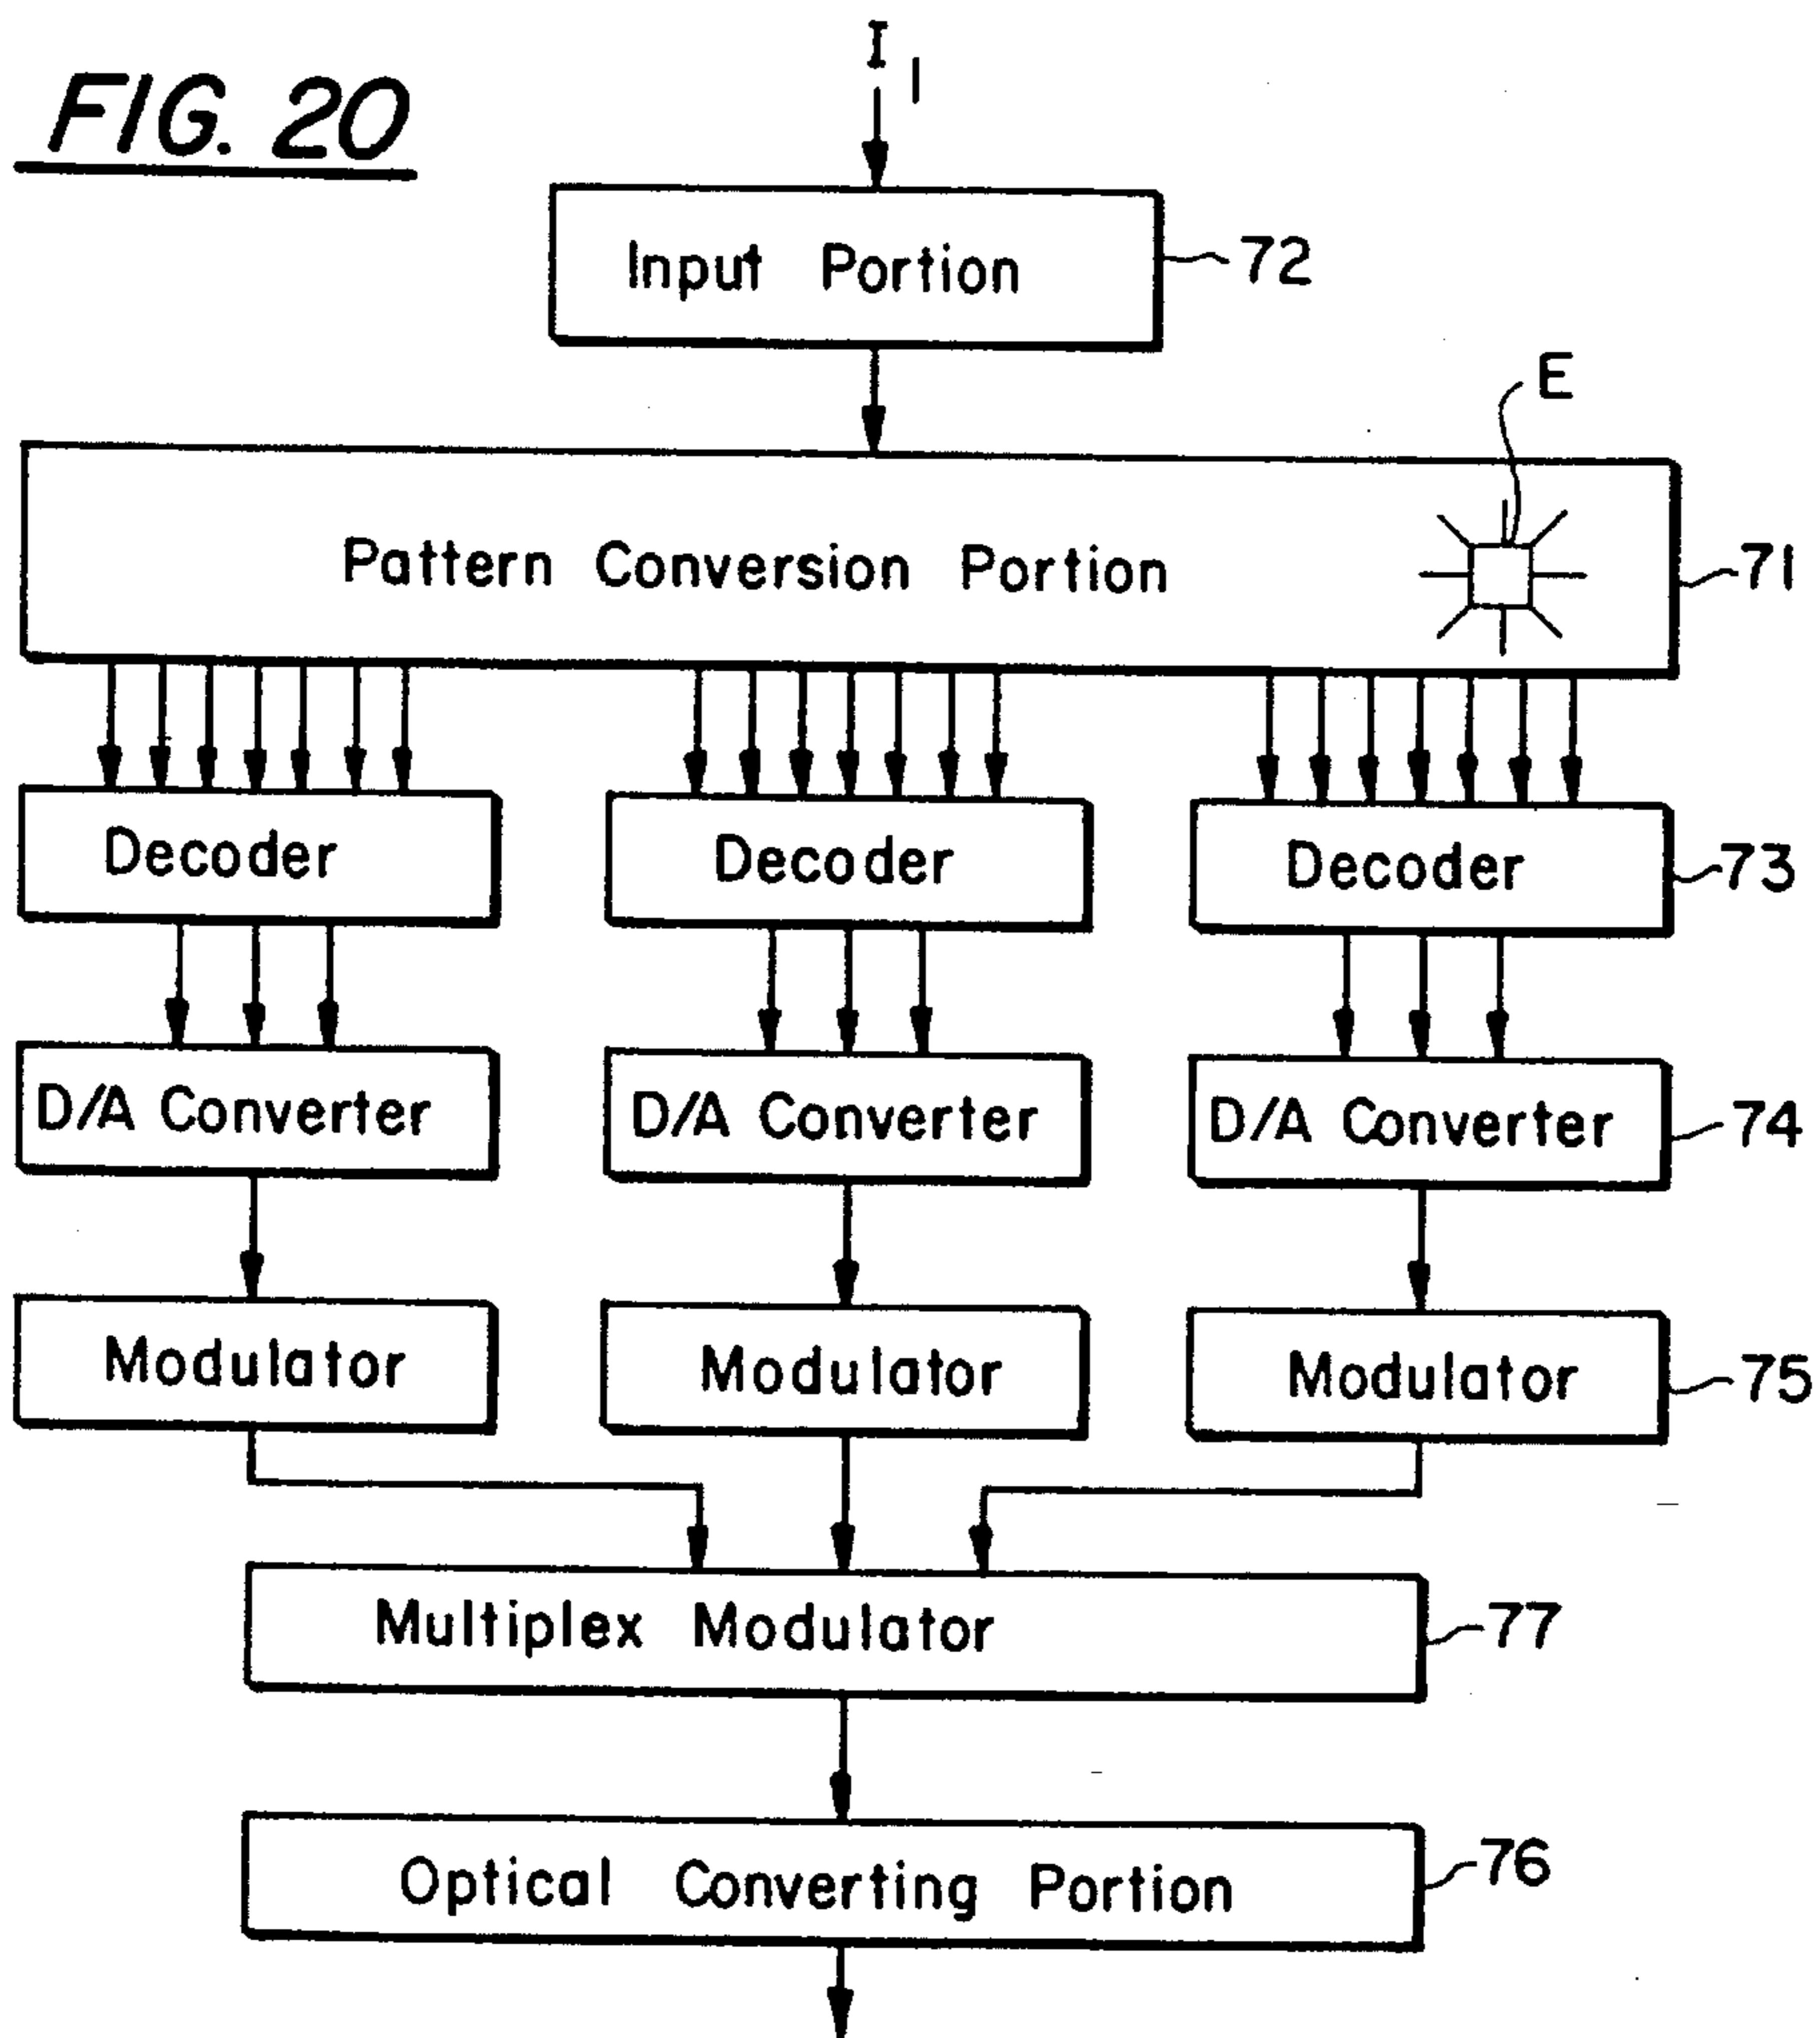 FIG. 20
I1
Input Portion
72
E
Pattern Conversion Portion
71
Decoder
Decoder
Decoder
73
D/A Converter
D/A Converter
D/A Converter
74
Modulator
Modulator
Modulator
75
Multiplex Modulator
77
Optical Converting Portion
76